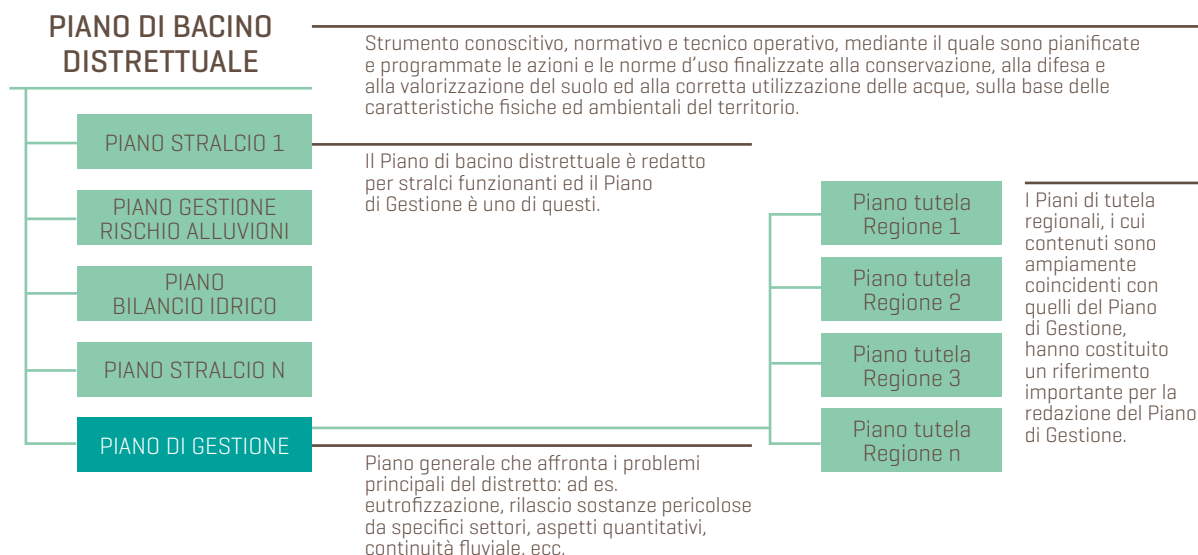 PIANO DI BACINO
DISTRETTUALE
Strumento conoscitivo, normativo e tecnico operativo, mediante il quale sono pianificate
e programmate le azioni e le norme d'uso finalizzate alla conservazione, alla difesa e
alla valorizzazione del suolo ed alla corretta utilizzazione delle acque, sulla base delle
caratteristiche fisiche ed ambientali del territorio.
PIANO STRALCIO 1
Il Piano di bacino distrettuale è redatto
per stralci funzionanti ed il Piano
di Gestione è uno di questi.
PIANO GESTIONE
RISCHIO ALLUVIONI
PIANO
BILANCIO IDRICO
PIANO STRALCIO N
PIANO DI GESTIONE
Piano generale che affronta i problemi
principali del distretto: ad es.
eutrofizzazione, rilascio sostanze pericolose
da specifici settori, aspetti quantitativi,
continuità fluviale, ecc.
Piano tutela
Regione 1
Piano tutela
Regione 2
Piano tutela
Regione 3
Piano tutela
Regione n
I Piani di tutela
regionali, i cui
contenuti sono
ampiamente
coincidenti con
quelli del Piano
di Gestione,
hanno costituito
un riferimento
importante per la
redazione del Piano
di Gestione.